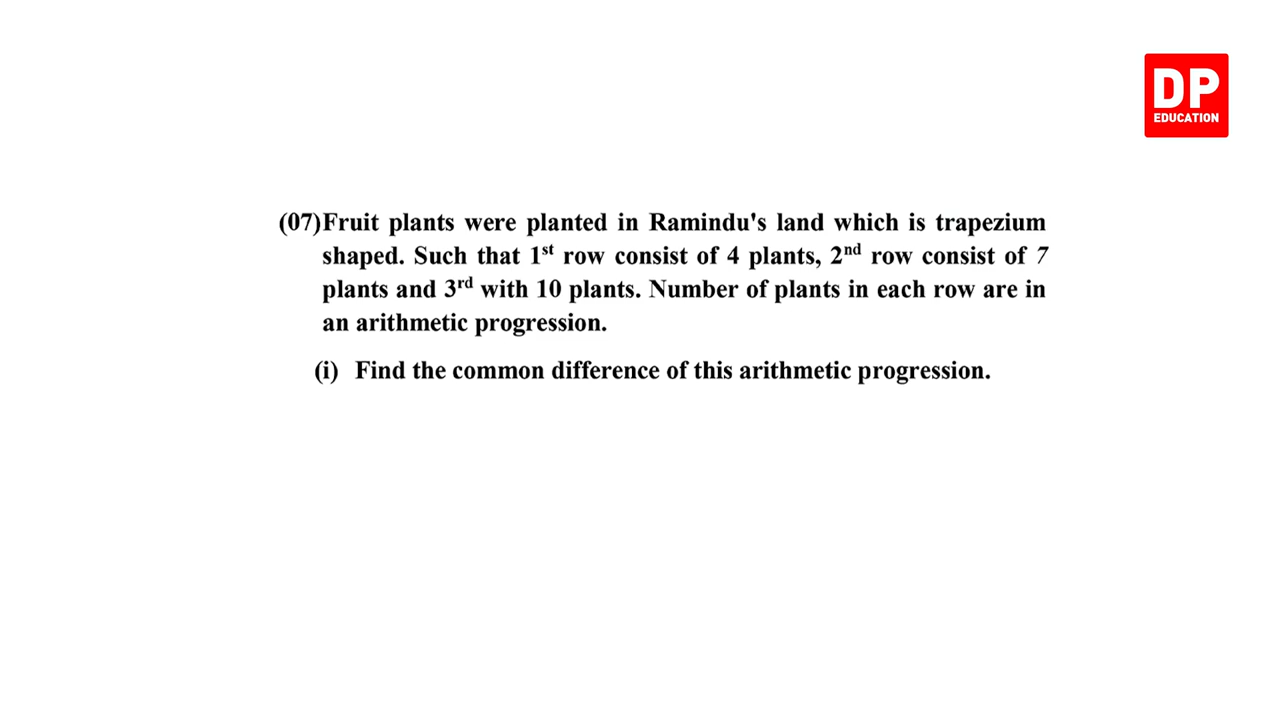 DP
EDUCATION
(07)Fruit plants were planted in Ramindu's land which is trapezium
shaped. Such that 1st row consist of 4 plants, 2nd row consist of 7
plants and 3rd with 10 plants. Number of plants in each row are in
an arithmetic progression.
(i) Find the common difference of this arithmetic progression.